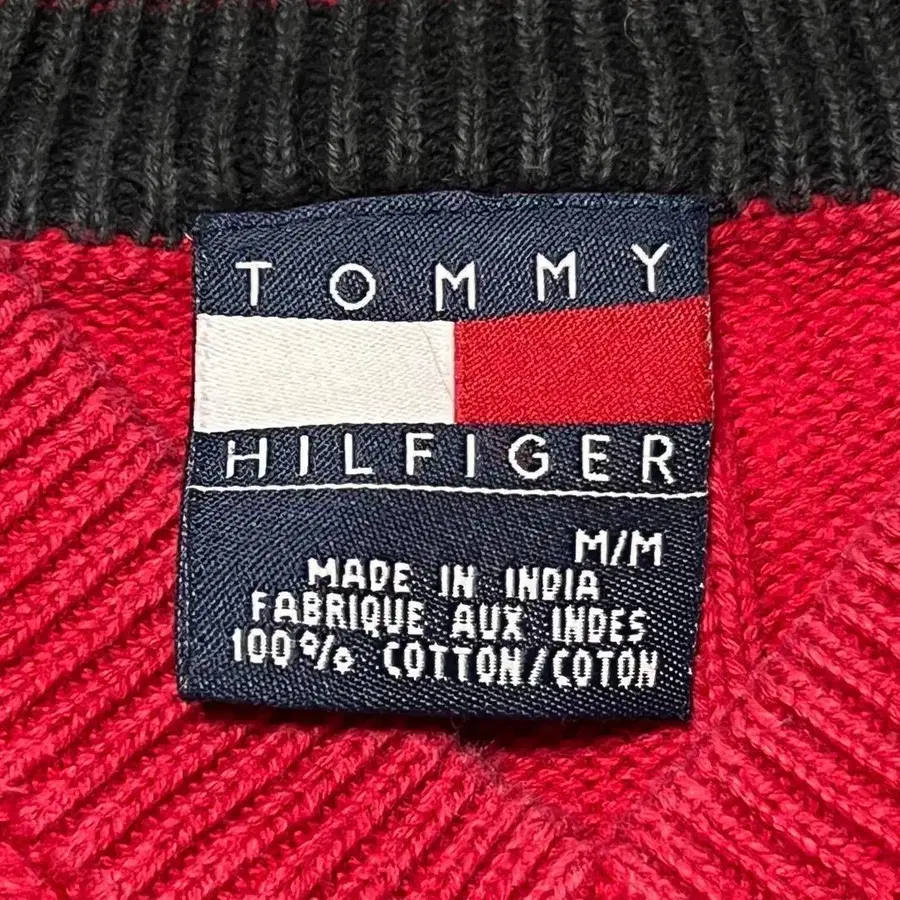 TOMMY
HILFIGER
M/M
MADE IN INDIA
FABRIQUE AUX INDES
100% COTTON/COTON